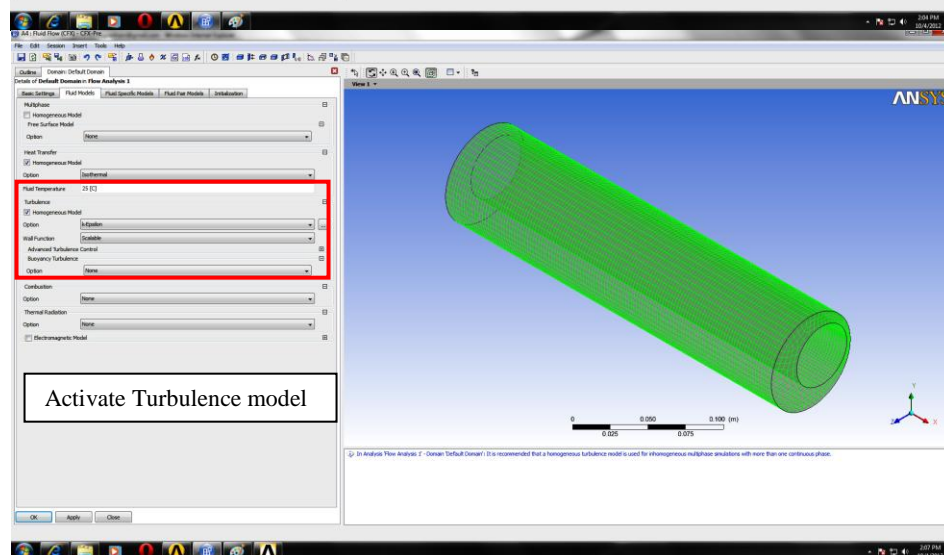 2:04 PM
10/4/2012
A4 : Fluid Flow (CFX) - CFX-Pre
File Edit Session Insert Tools Help
Outline Domain: Default Domain
Details of Default Domain in Flow Analysis 1
Basic Settings Fluid Models Fluid Specific Models Fluid Pair Models Initialization
Multiphase
Homogeneous Model
Free Surface Model
Option None
Heat Transfer
Homogeneous Model
Option Isothermal
Fluid Temperature 25 [C]
Turbulence
Homogeneous Model
Option k-Epsilon
Wall Function Scalable
Advanced Turbulence Control
Buoyancy Turbulence
Option None
Combustion
Option None
Thermal Radiation
Option None
Electromagnetic Model
Activate Turbulence model
OK Apply Close
View 1
ANSYS
0 0.050 0.100 (m)
0.025 0.075
Y
Z X
In Analysis 'Flow Analysis 1' - Domain 'Default Domain': It is recommended that a homogeneous turbulence model is used for inhomogeneous multiphase simulations with more than one continuous phase.
2:07 PM